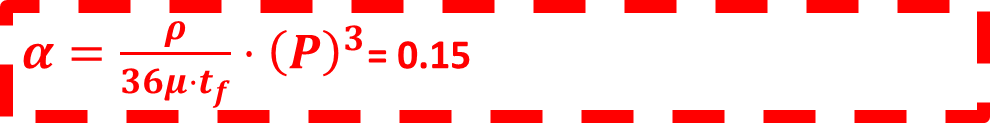 α = ρ / 36μ·t_f · (P)³ = 0.15